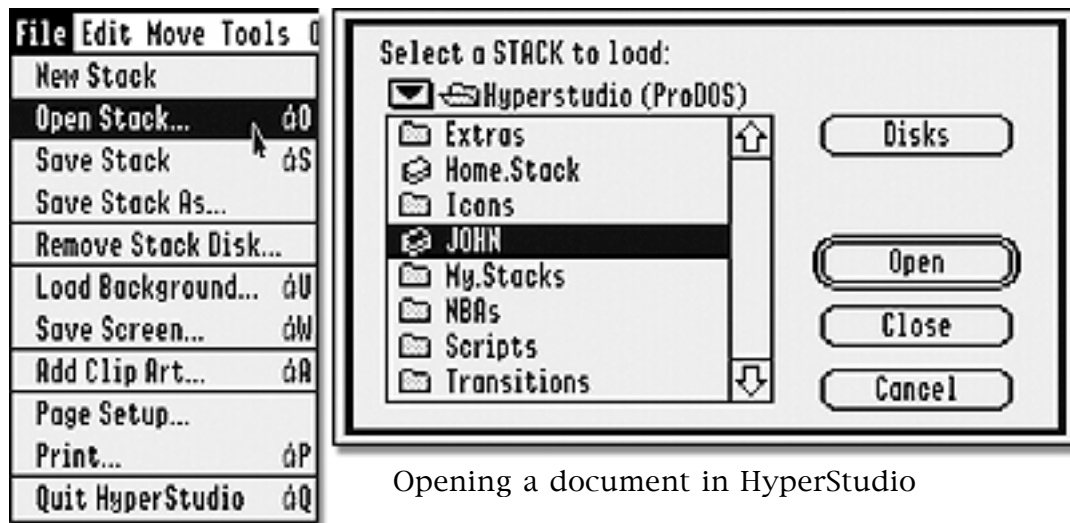 File Edit Move Tools
New Stack
Open Stack... O
Save Stack S
Save Stack As...
Remove Stack Disk...
Load Background... U
Save Screen... W
Add Clip Art... A
Page Setup...
Print... P
Quit HyperStudio Q
Select a STACK to load:
Hyperstudio (ProDOS)
Extras
Home.Stack
Icons
JOHN
My.Stacks
NBAs
Scripts
Transitions
Disks
Open
Close
Cancel
Opening a document in HyperStudio